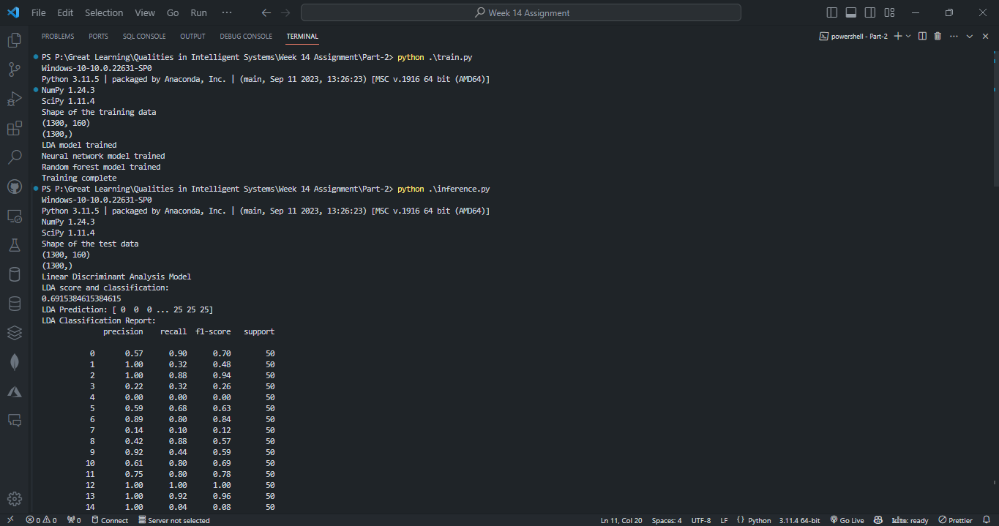 File Edit Selection View Go Run ... Week 14 Assignment
PROBLEMS PORTS SQL CONSOLE OUTPUT DEBUG CONSOLE TERMINAL powershell - Part-2
PS P:\Great Learning\Qualities in Intelligent Systems\Week 14 Assignment\Part-2> python .\train.py
Windows-10-10.0.22631-SP0
Python 3.11.5 | packaged by Anaconda, Inc. | (main, Sep 11 2023, 13:26:23) [MSC v.1916 64 bit (AMD64)]
NumPy 1.24.3
SciPy 1.11.4
Shape of the training data
(1300, 160)
(1300,)
LDA model trained
Neural network model trained
Random forest model trained
Training complete
PS P:\Great Learning\Qualities in Intelligent Systems\Week 14 Assignment\Part-2> python .\inference.py
Windows-10-10.0.22631-SP0
Python 3.11.5 | packaged by Anaconda, Inc. | (main, Sep 11 2023, 13:26:23) [MSC v.1916 64 bit (AMD64)]
NumPy 1.24.3
SciPy 1.11.4
Shape of the test data
(1300, 160)
(1300,)
Linear Discriminant Analysis Model
LDA score and classification:
0.6915384615384615
LDA Prediction: [ 0  0  0 ... 25 25 25]
LDA Classification Report:
precision recall f1-score support
0 0.57 0.90 0.70 50
1 1.00 0.32 0.48 50
2 1.00 0.88 0.94 50
3 0.22 0.32 0.26 50
4 0.00 0.00 0.00 50
5 0.59 0.68 0.63 50
6 0.89 0.80 0.84 50
7 0.14 0.10 0.12 50
8 0.42 0.88 0.57 50
9 0.92 0.44 0.59 50
10 0.61 0.80 0.69 50
11 0.75 0.80 0.78 50
12 1.00 1.00 1.00 50
13 1.00 0.92 0.96 50
14 1.00 0.04 0.08 50
0 0 0 Connect Server not selected Ln 11, Col 20 Spaces: 4 UTF-8 LF Python 3.11.4 64-bit Go Live kite: ready Prettier